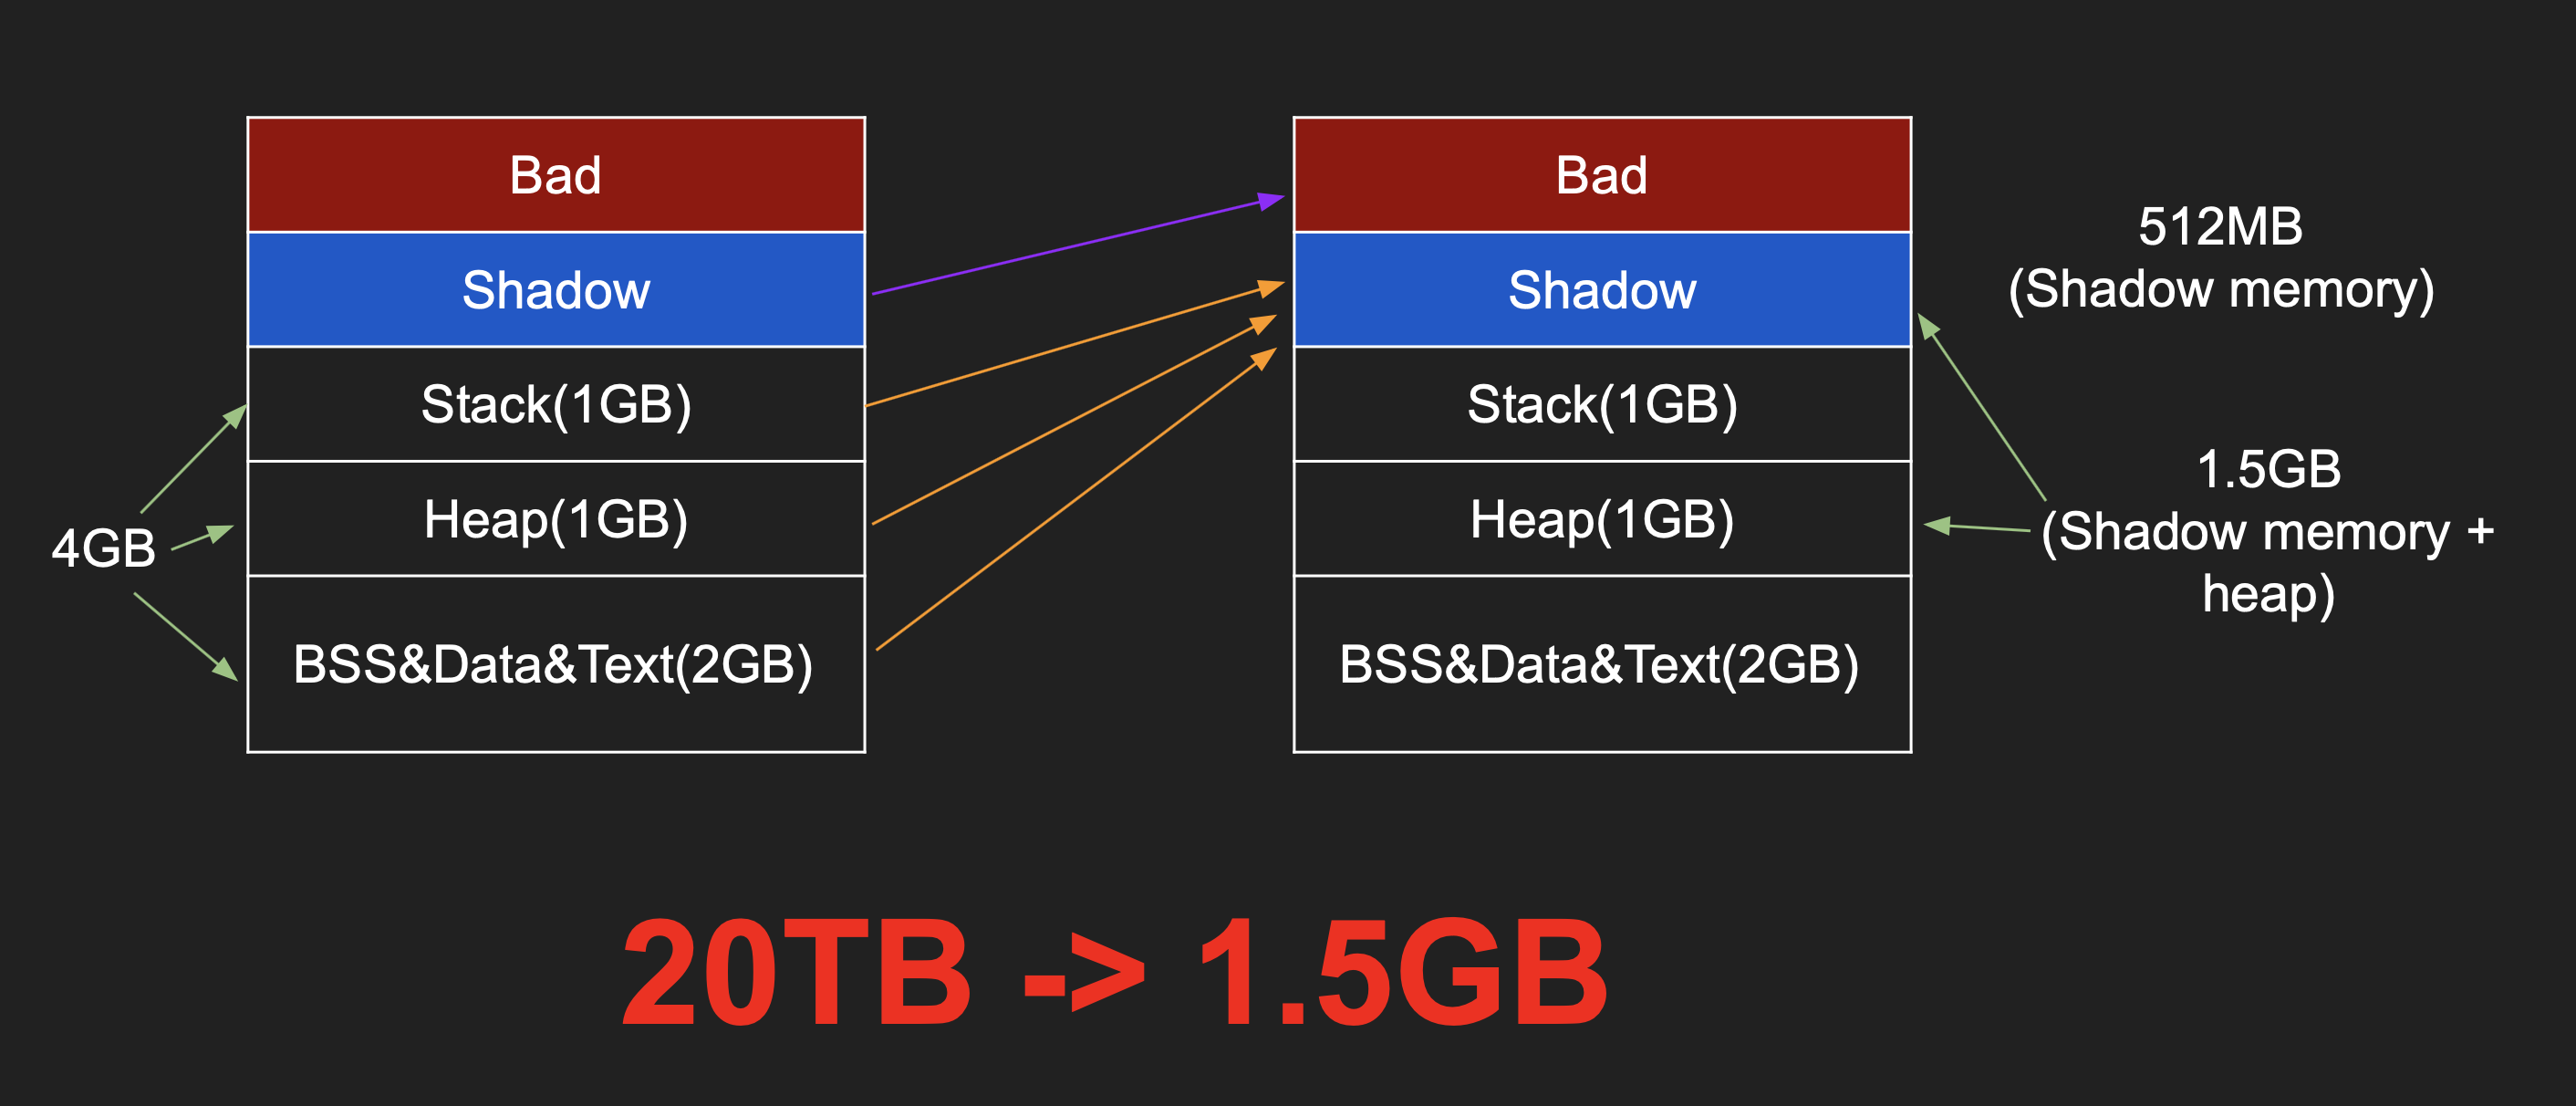 Bad
Shadow
Stack(1GB)
Heap(1GB)
BSS&Data&Text(2GB)
4GB
Bad
Shadow
Stack(1GB)
Heap(1GB)
BSS&Data&Text(2GB)
512MB
(Shadow memory)
1.5GB
(Shadow memory +
heap)
20TB -> 1.5GB